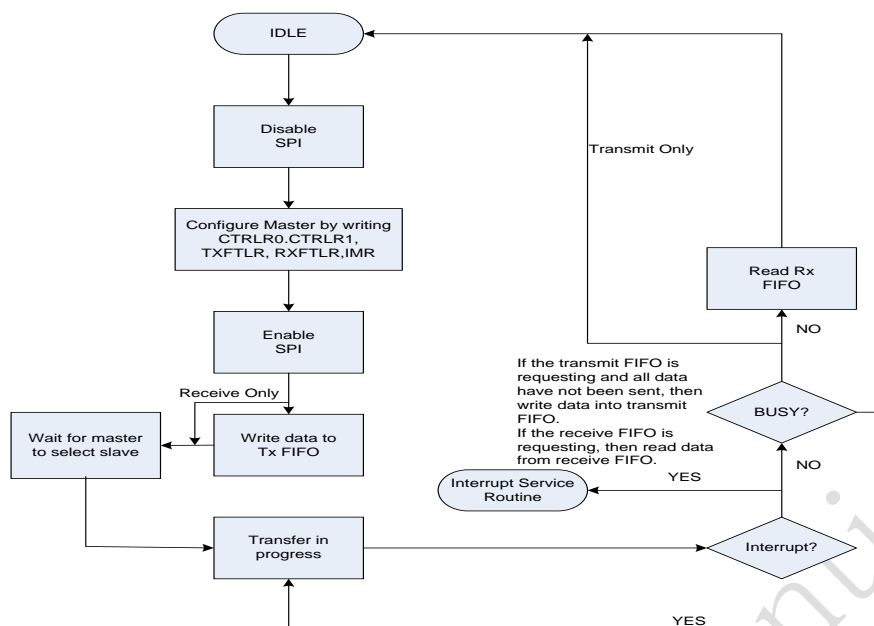 IDLE
Disable
SPI
Transmit Only
Configure Master by writing
CTRLR0.CTRLR1,
TXFTLR, RXFTLR,IMR
Read Rx
FIFO
Enable
SPI
NO
If the transmit FIFO is
requesting and all data
have not been sent, then
write data into transmit
FIFO.
If the receive FIFO is
requesting, then read data
from receive FIFO.
Receive Only
BUSY?
Wait for master
to select slave
Write data to
Tx FIFO
NO
YES
Interrupt Service
Routine
Transfer in
progress
Interrupt?
YES